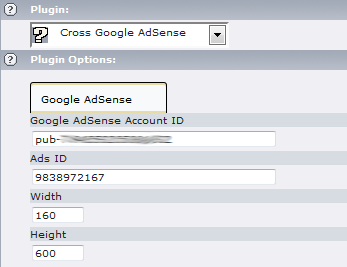 Plugin:
Cross Google AdSense
Plugin Options:
Google AdSense
Google AdSense Account ID
pub-
Ads ID
9838972167
Width
160
Height
600